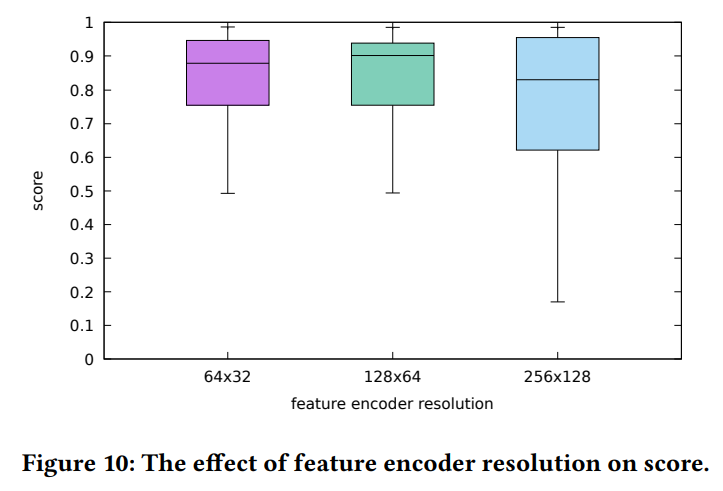 1
0.9
0.8
0.7
0.6
0.5
0.4
0.3
0.2
0.1
0
score
64x32 128x64 256x128
feature encoder resolution
Figure 10: The effect of feature encoder resolution on score.